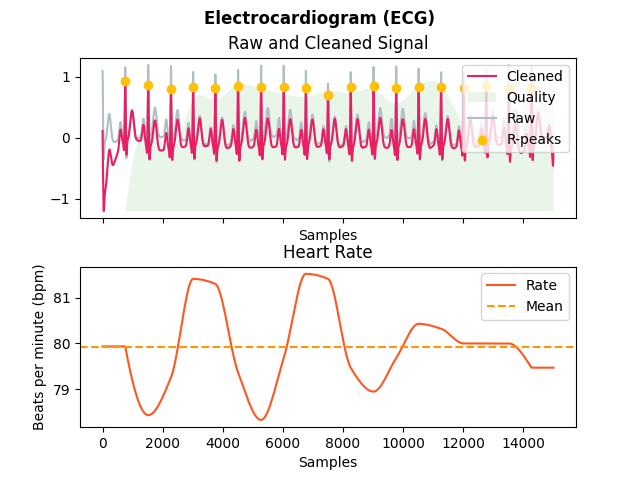 Electrocardiogram (ECG)
Raw and Cleaned Signal
1
0
−1
Cleaned
Quality
Raw
R-peaks
Samples
Heart Rate
Beats per minute (bpm)
81
80
79
Rate
Mean
0 2000 4000 6000 8000 10000 12000 14000
Samples